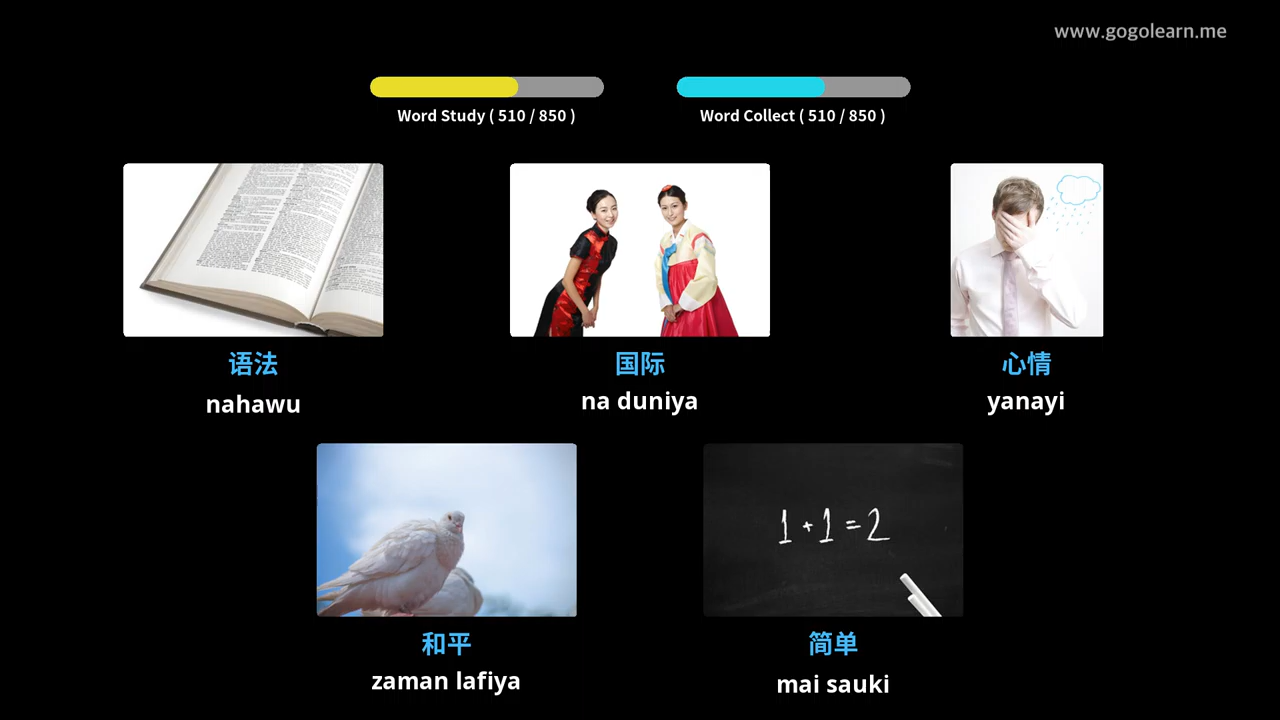 www.gogolearn.me
Word Study ( 510 / 850 )
Word Collect ( 510 / 850 )
语法
nahawu
国际
na duniya
心情
yanayi
1 + 1 = 2
和平
zaman lafiya
简单
mai sauki